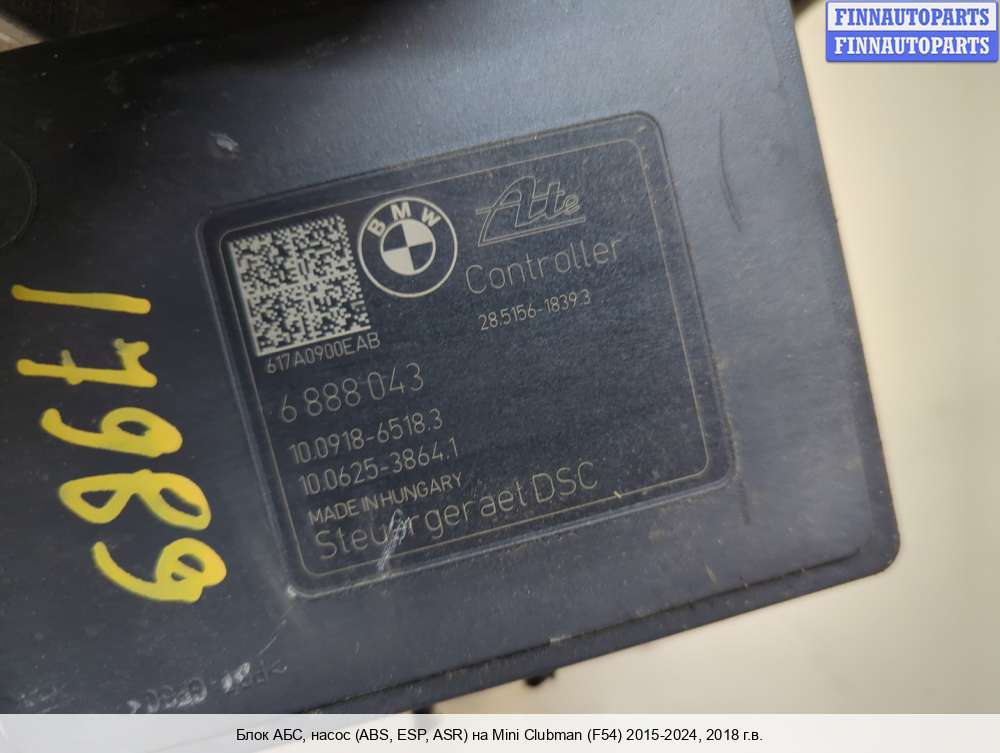 FINNAUTOPARTS
FINNAUTOPARTS
BMW
Ate
Controller
28.5156-1839.3
617A0900EAB
6 888 043
10.0918-6518.3
10.0625-3864.1
MADE IN HUNGARY
Steuergeraet DSC
17989
Блок АБС, насос (ABS, ESP, ASR) на Mini Clubman (F54) 2015-2024, 2018 г.в.